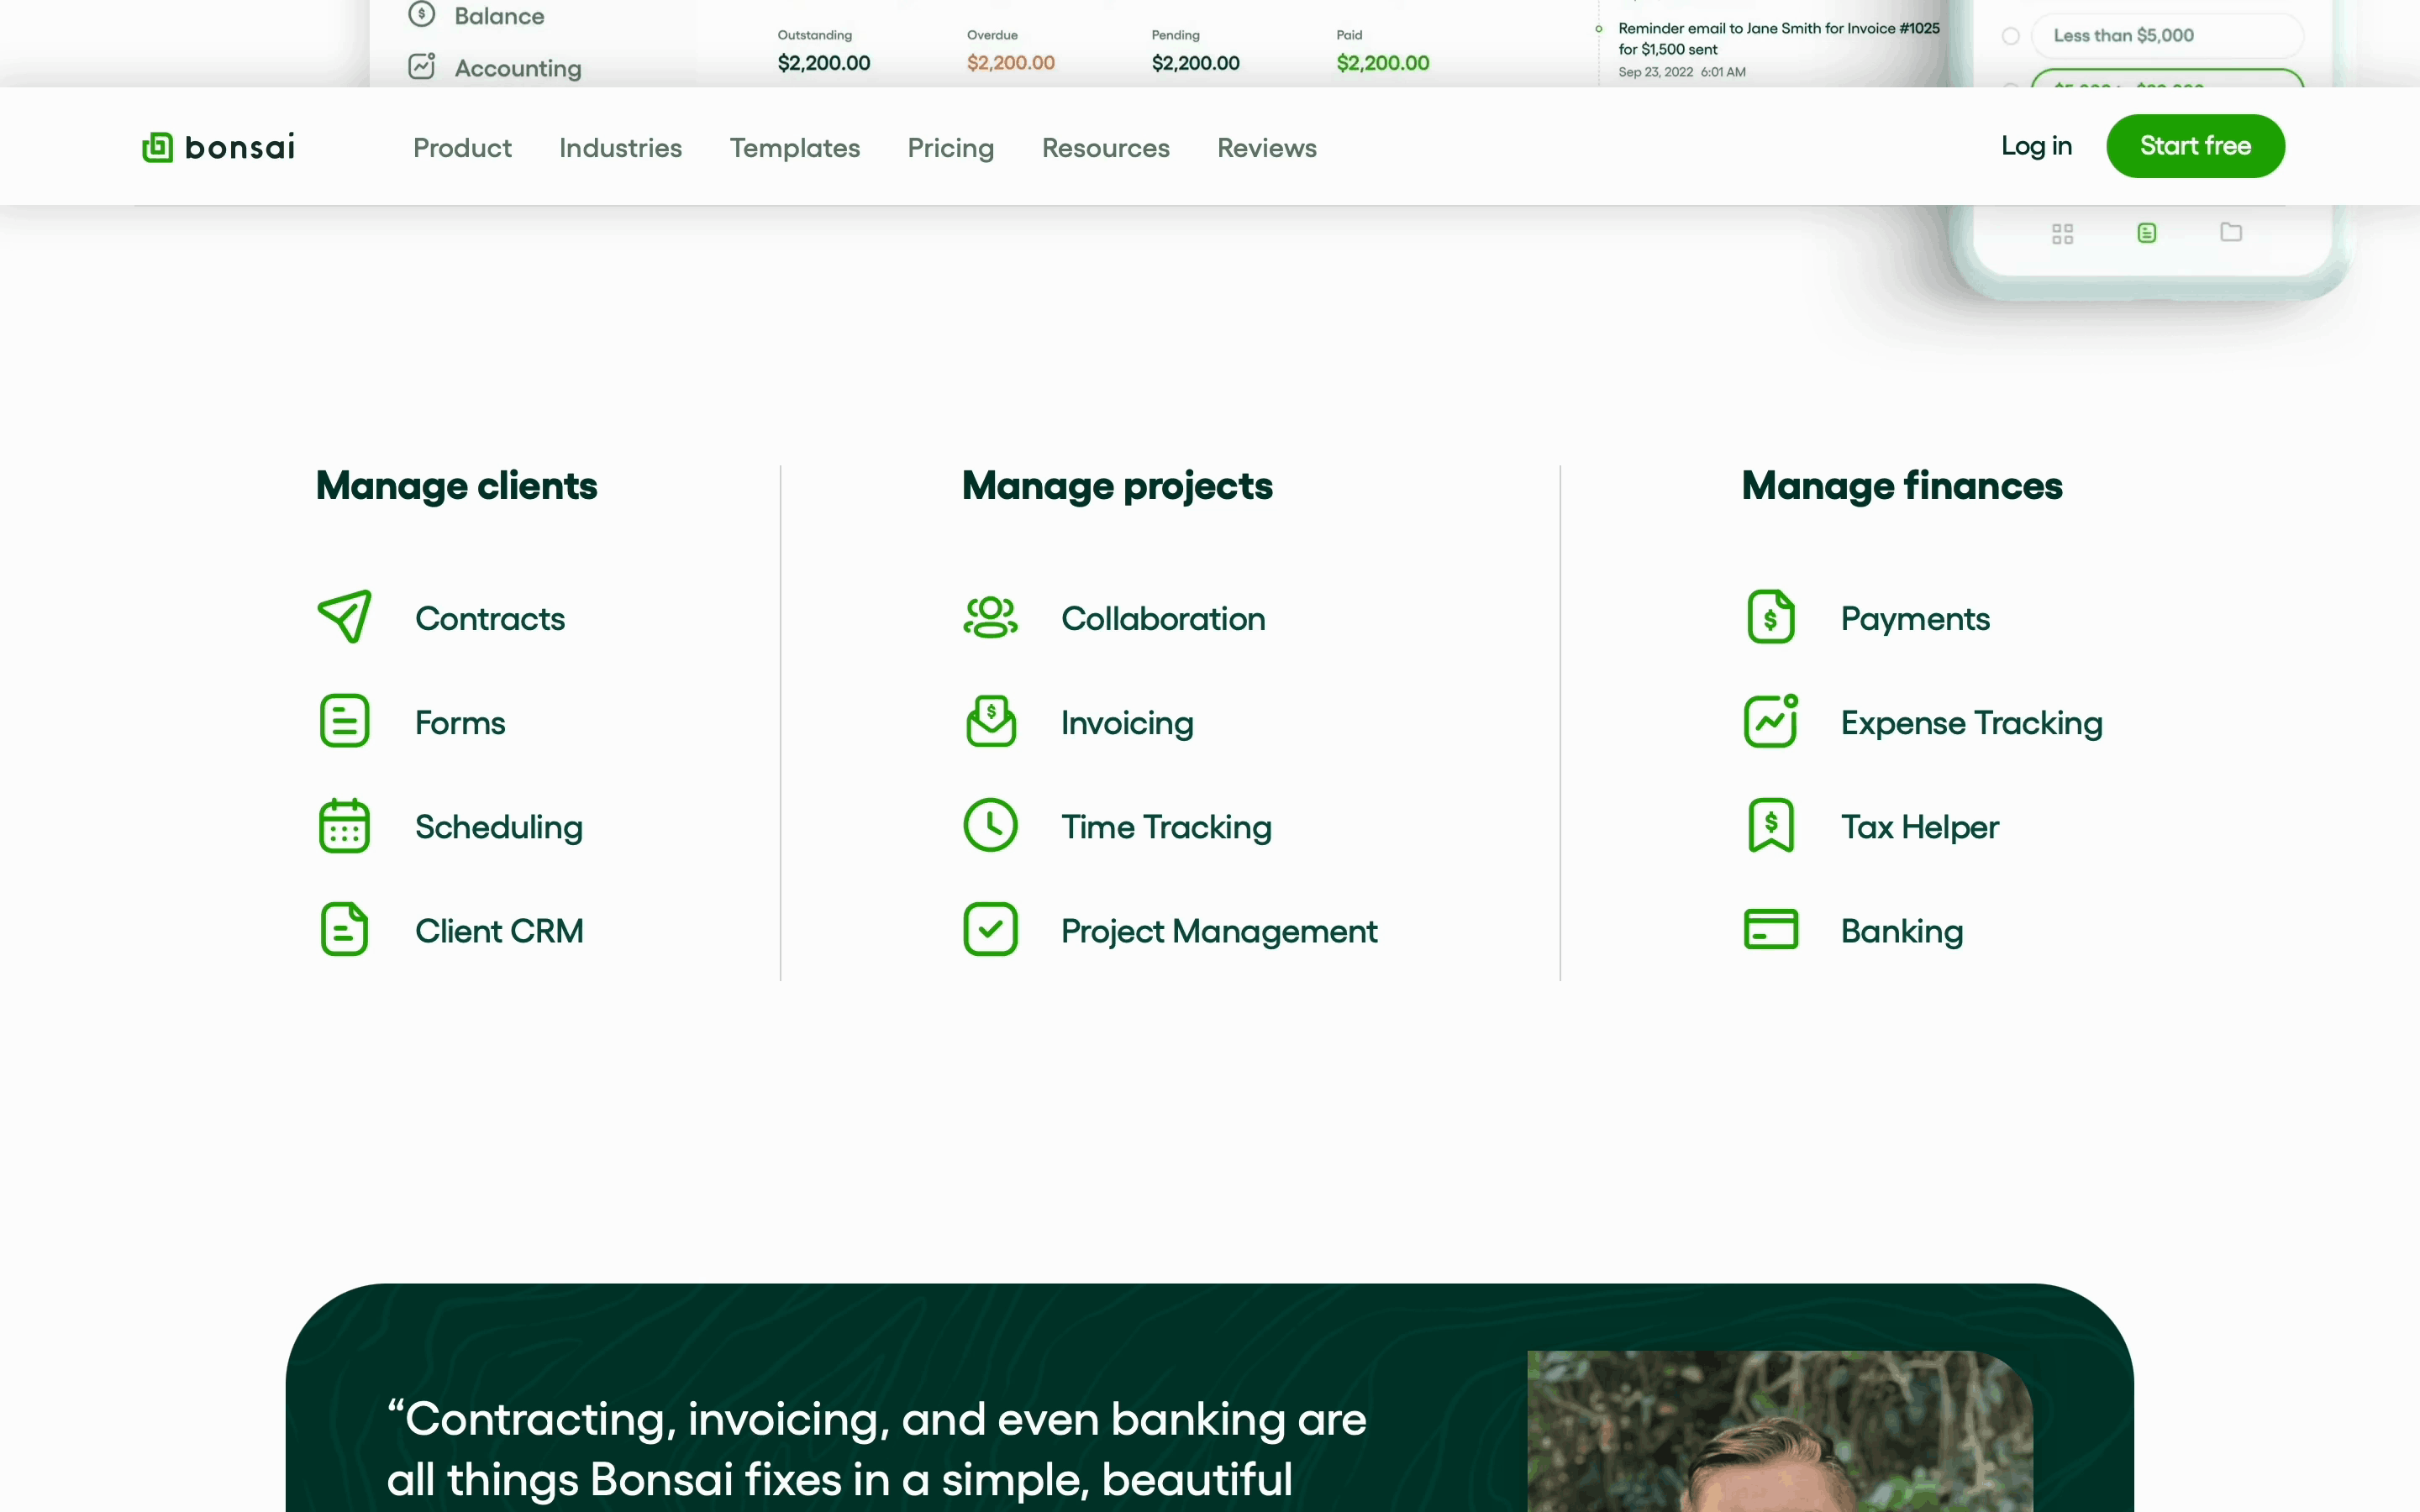 Balance
Accounting
Outstanding
$2,200.00
Overdue
$2,200.00
Pending
$2,200.00
Paid
$2,200.00
Reminder email to Jane Smith for Invoice #1025
for $1,500 sent
Sep 23, 2022 6:01 AM
Less than $5,000
bonsai
Product
Industries
Templates
Pricing
Resources
Reviews
Log in
Start free
Manage clients
Contracts
Forms
Scheduling
Client CRM
Manage projects
Collaboration
Invoicing
Time Tracking
Project Management
Manage finances
Payments
Expense Tracking
Tax Helper
Banking
“Contracting, invoicing, and even banking are
all things Bonsai fixes in a simple, beautiful